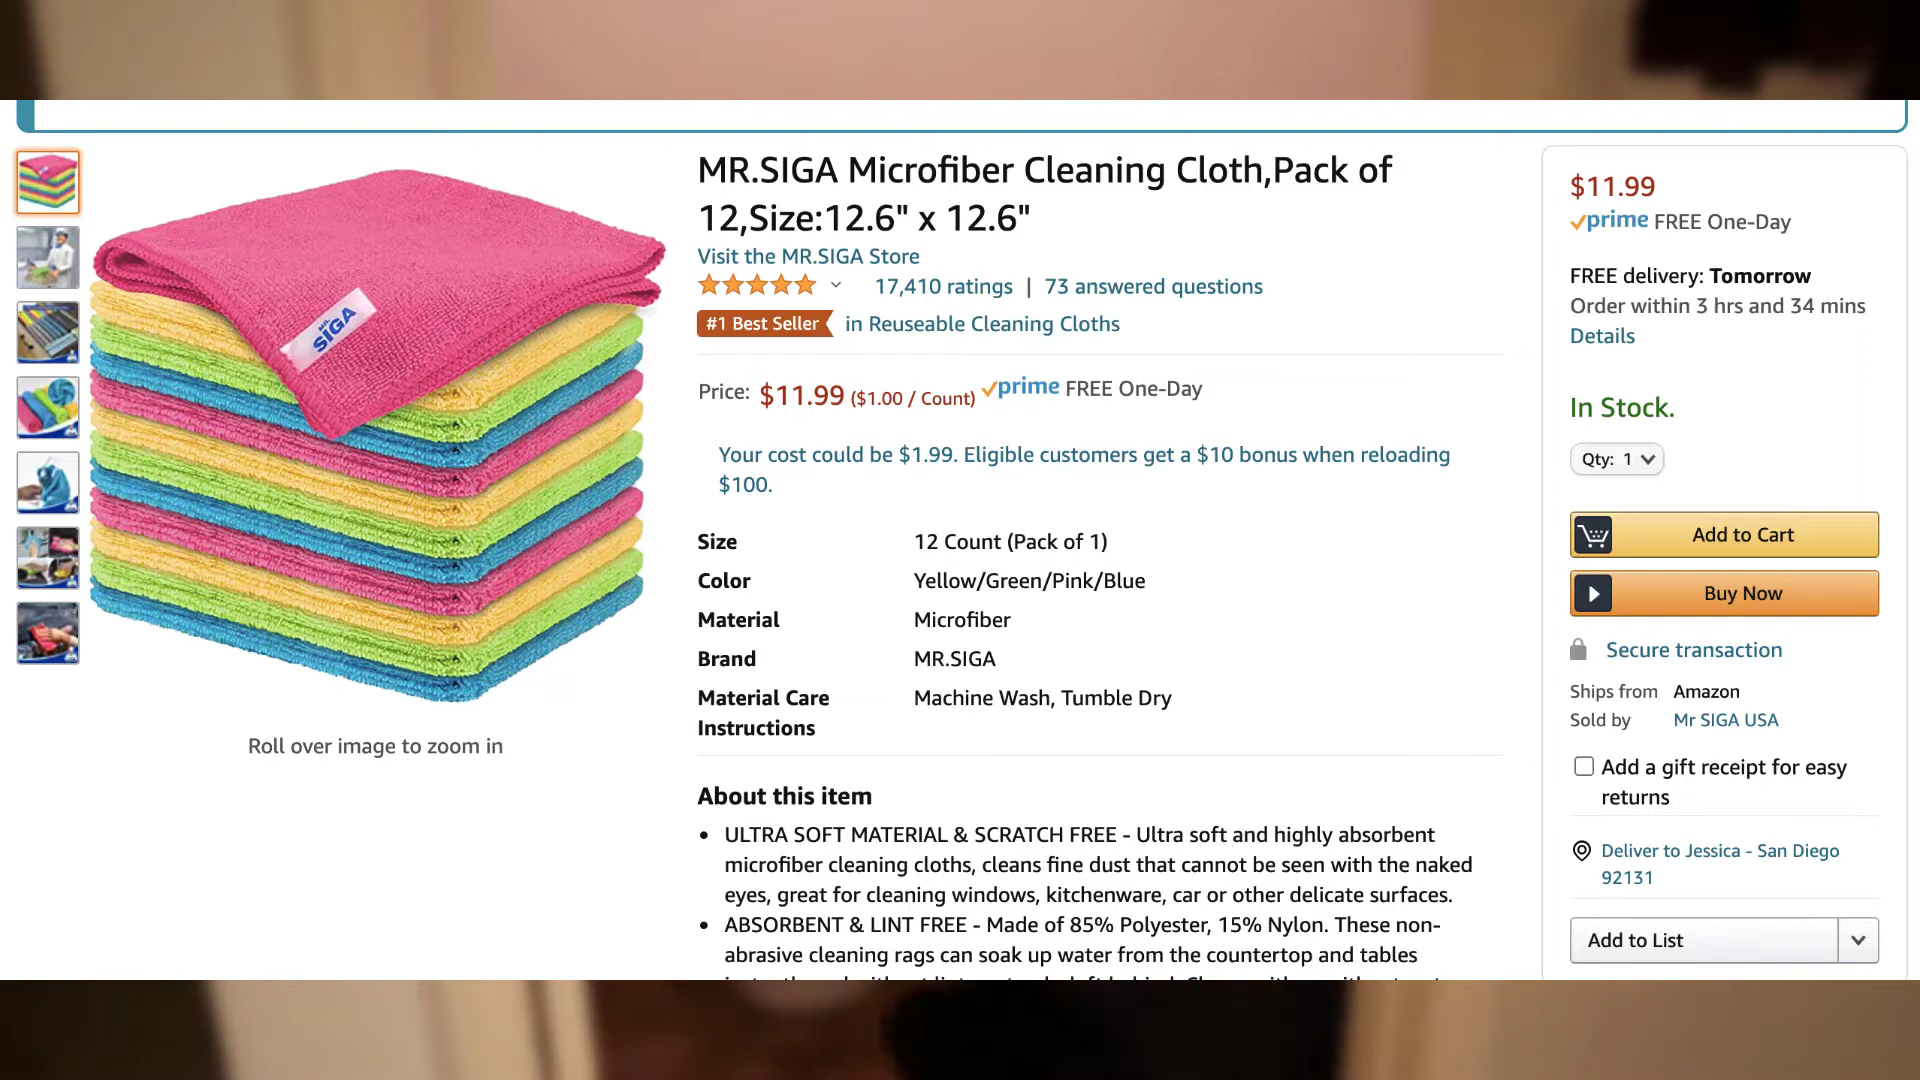 MR.SIGA Microfiber Cleaning Cloth,Pack of
12,Size:12.6" x 12.6"
Visit the MR.SIGA Store
17,410 ratings | 73 answered questions
#1 Best Seller in Reuseable Cleaning Cloths
Price: $11.99 ($1.00 / Count) prime FREE One-Day
Your cost could be $1.99. Eligible customers get a $10 bonus when reloading
$100.
Size 12 Count (Pack of 1)
Color Yellow/Green/Pink/Blue
Material Microfiber
Brand MR.SIGA
Material Care Machine Wash, Tumble Dry
Instructions
About this item
• ULTRA SOFT MATERIAL & SCRATCH FREE - Ultra soft and highly absorbent
microfiber cleaning cloths, cleans fine dust that cannot be seen with the naked
eyes, great for cleaning windows, kitchenware, car or other delicate surfaces.
• ABSORBENT & LINT FREE - Made of 85% Polyester, 15% Nylon. These non-
abrasive cleaning rags can soak up water from the countertop and tables
MR.
SIGA
Roll over image to zoom in
$11.99
prime FREE One-Day
FREE delivery: Tomorrow
Order within 3 hrs and 34 mins
Details
In Stock.
Qty: 1
Add to Cart
Buy Now
Secure transaction
Ships from Amazon
Sold by Mr SIGA USA
Add a gift receipt for easy
returns
Deliver to Jessica - San Diego
92131
Add to List